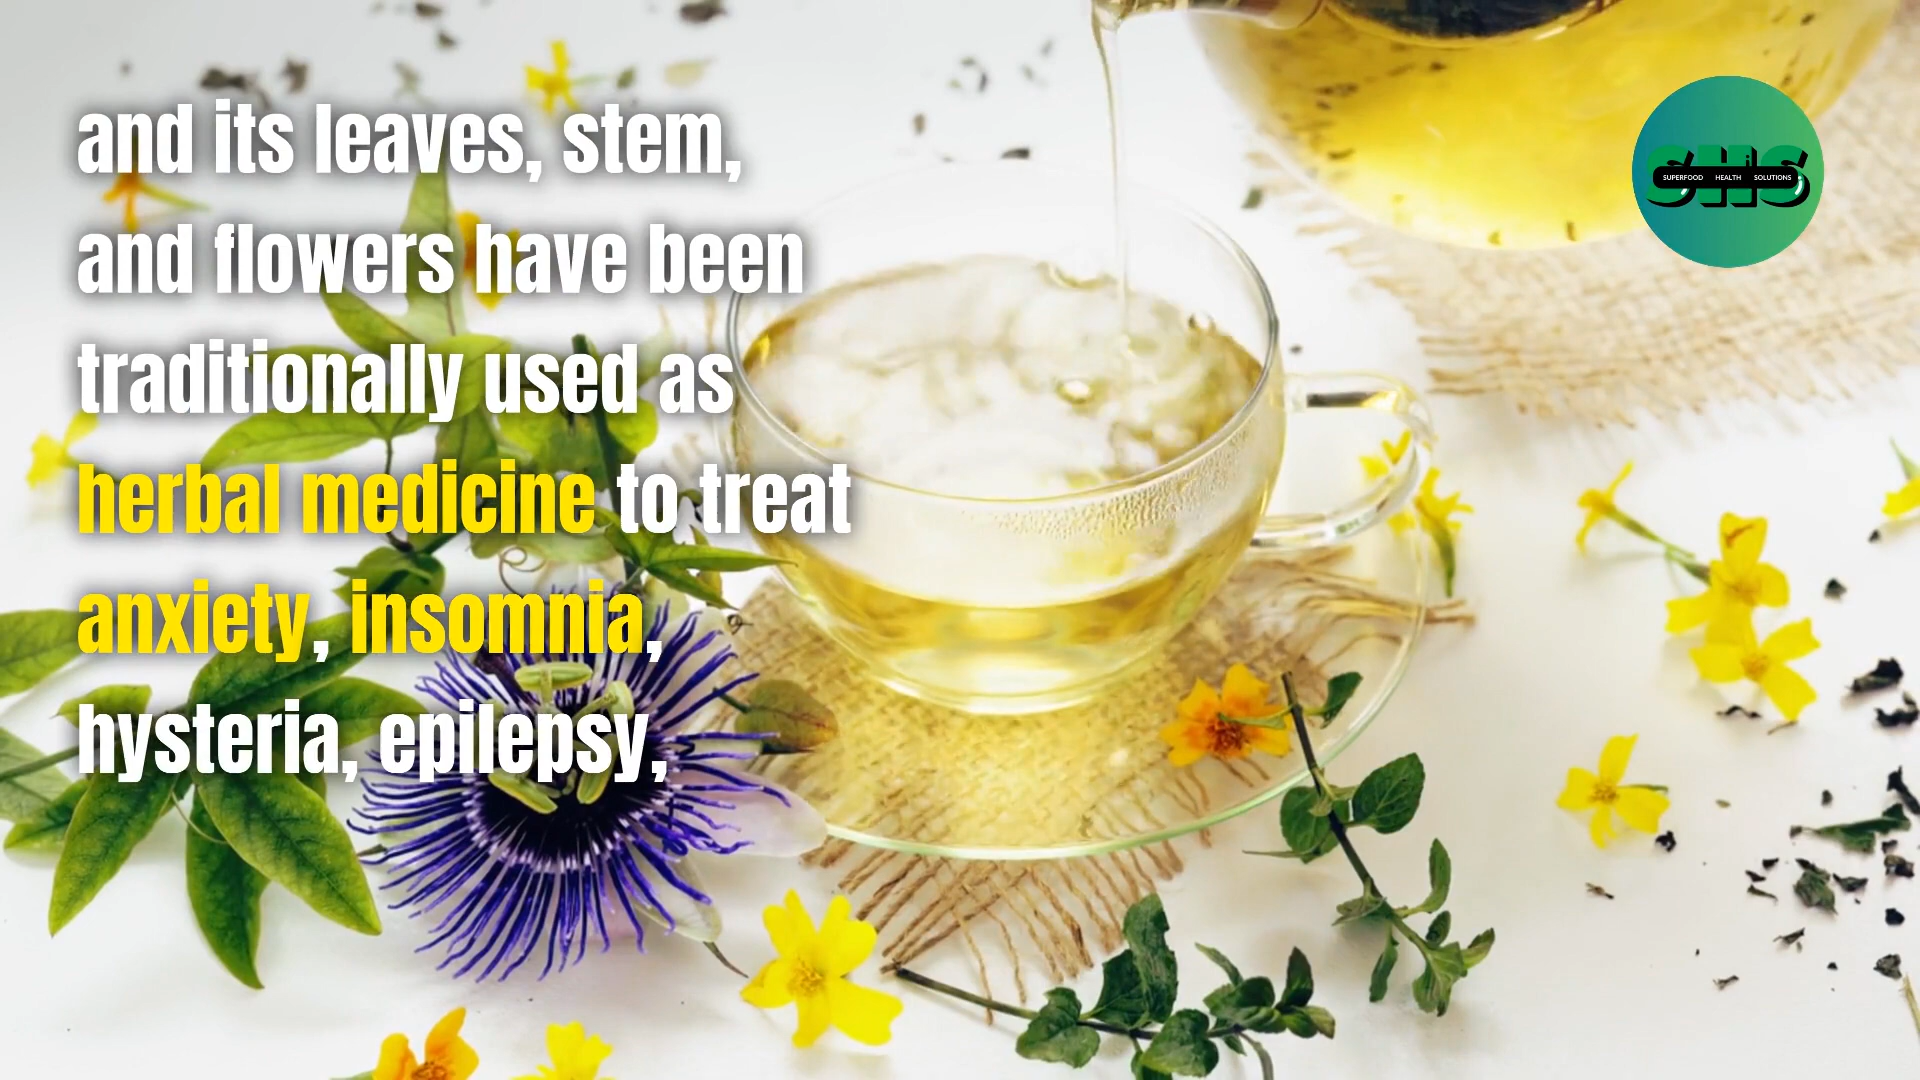 and its leaves, stem,
and flowers have been
traditionally used as
herbal medicine to treat
anxiety, insomnia,
hysteria, epilepsy,
SHS
SUPERFOOD HEALTH SOLUTIONS